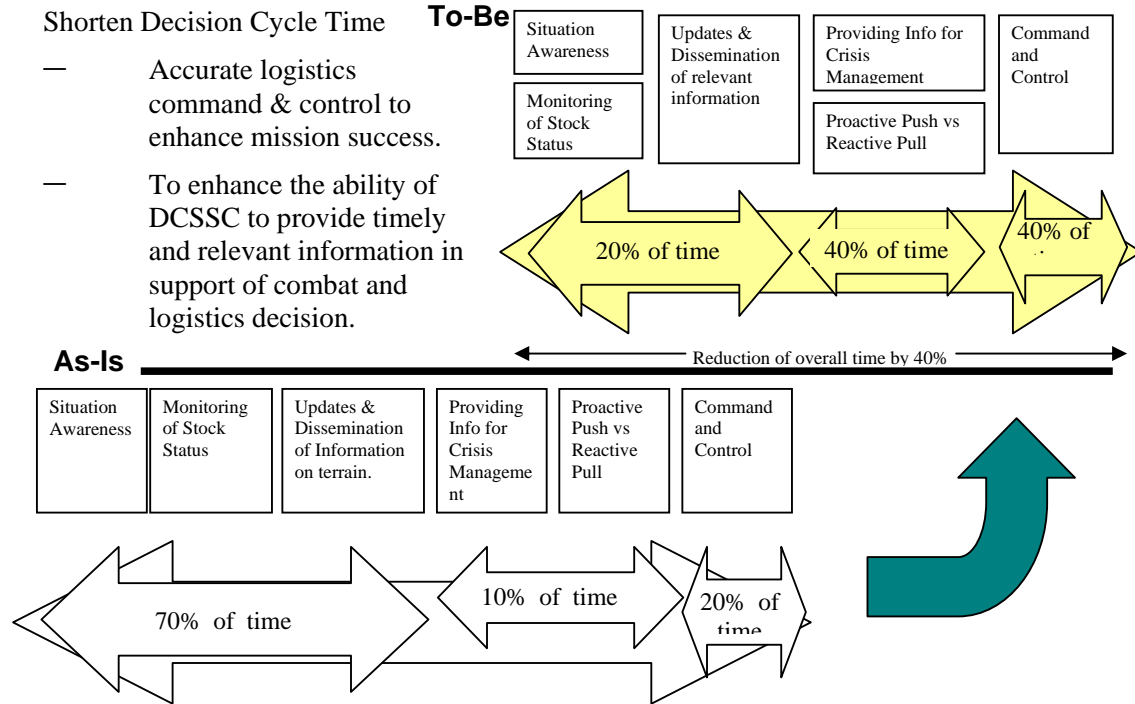 Shorten Decision Cycle Time
— Accurate logistics
command & control to
enhance mission success.
— To enhance the ability of
DCSSC to provide timely
and relevant information in
support of combat and
logistics decision.
To-Be
Situation
Awareness
Monitoring
of Stock
Status
Updates &
Dissemination
of relevant
information
Providing Info for
Crisis
Management
Proactive Push vs
Reactive Pull
Command
and
Control
20% of time
40% of time
40% of
Reduction of overall time by 40%
As-Is
Situation
Awareness
Monitoring
of Stock
Status
Updates &
Dissemination
of Information
on terrain.
Providing
Info for
Crisis
Manageme
nt
Proactive
Push vs
Reactive
Pull
Command
and
Control
70% of time
10% of time
20% of
time